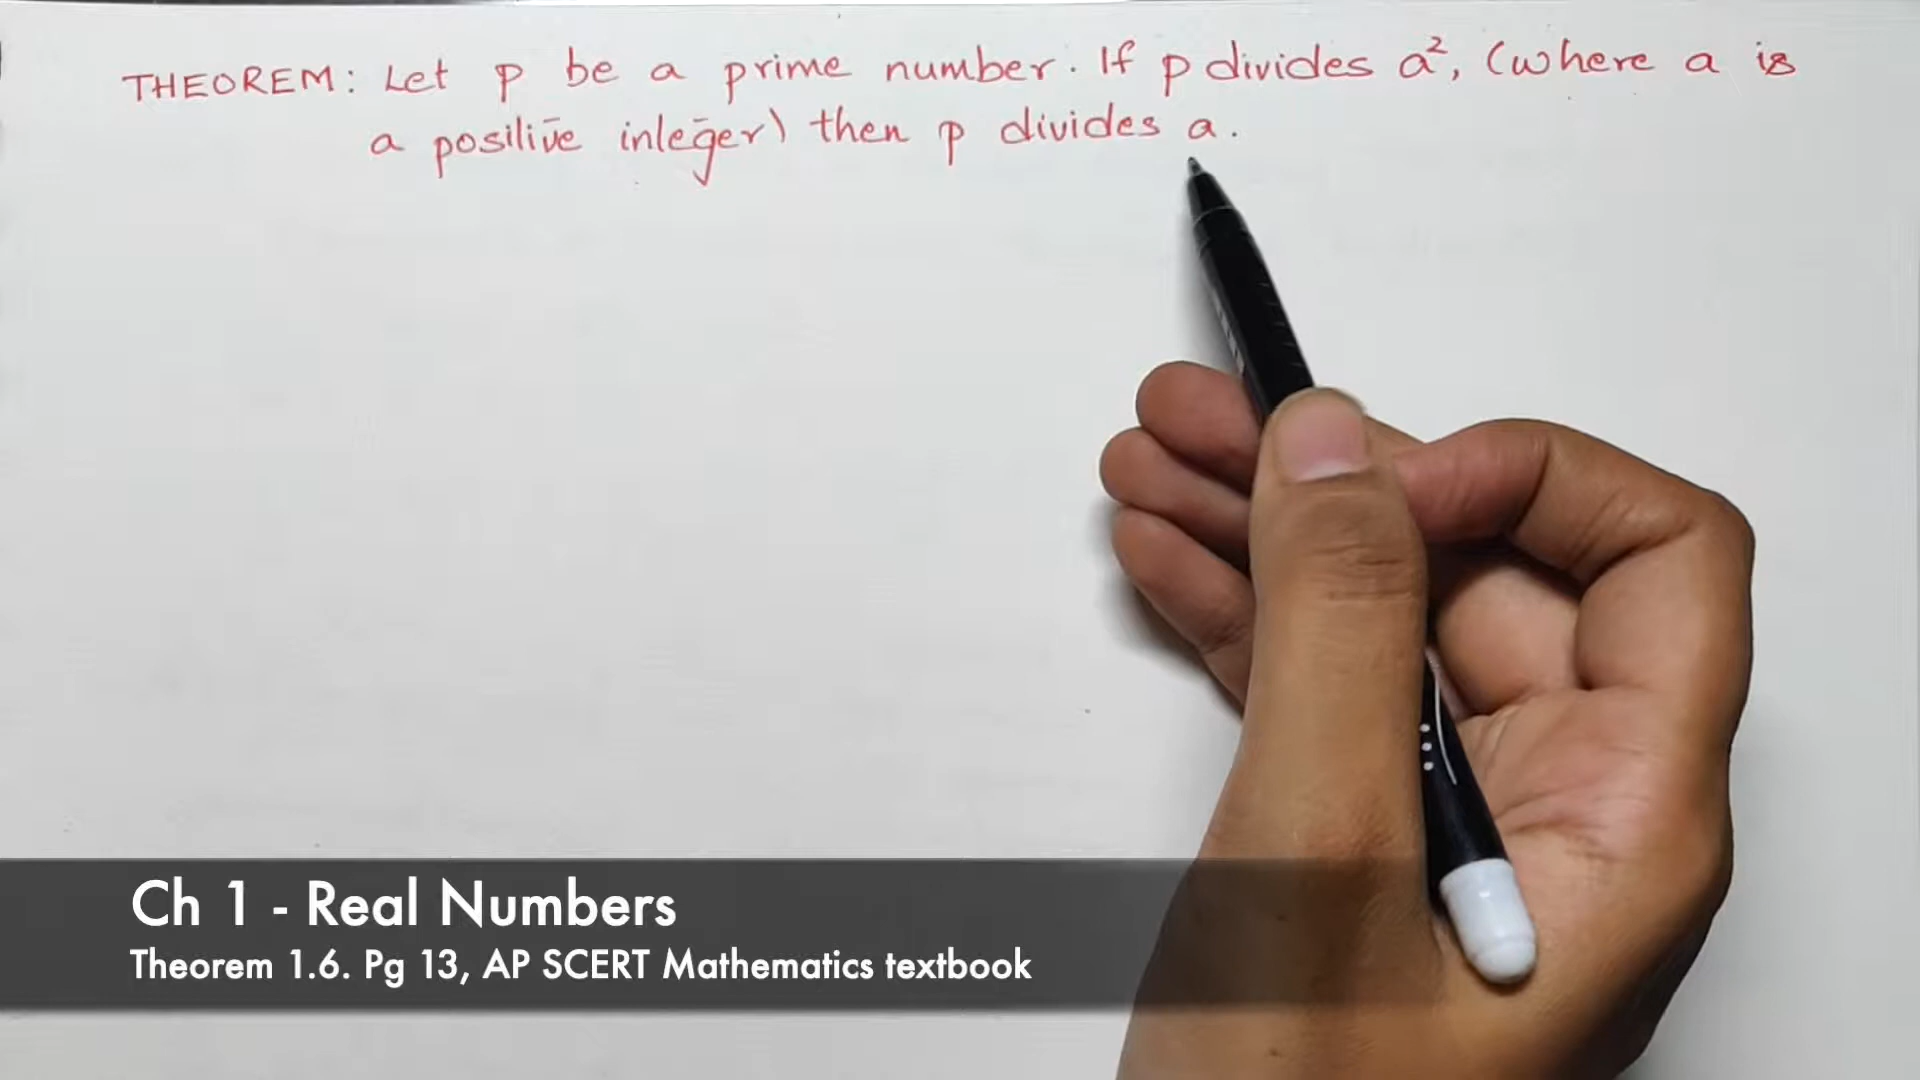 THEOREM: Let p be a prime number. If p divides a², (where a is
a positive integer) then p divides a.
Ch 1 - Real Numbers
Theorem 1.6. Pg 13, AP SCERT Mathematics textbook